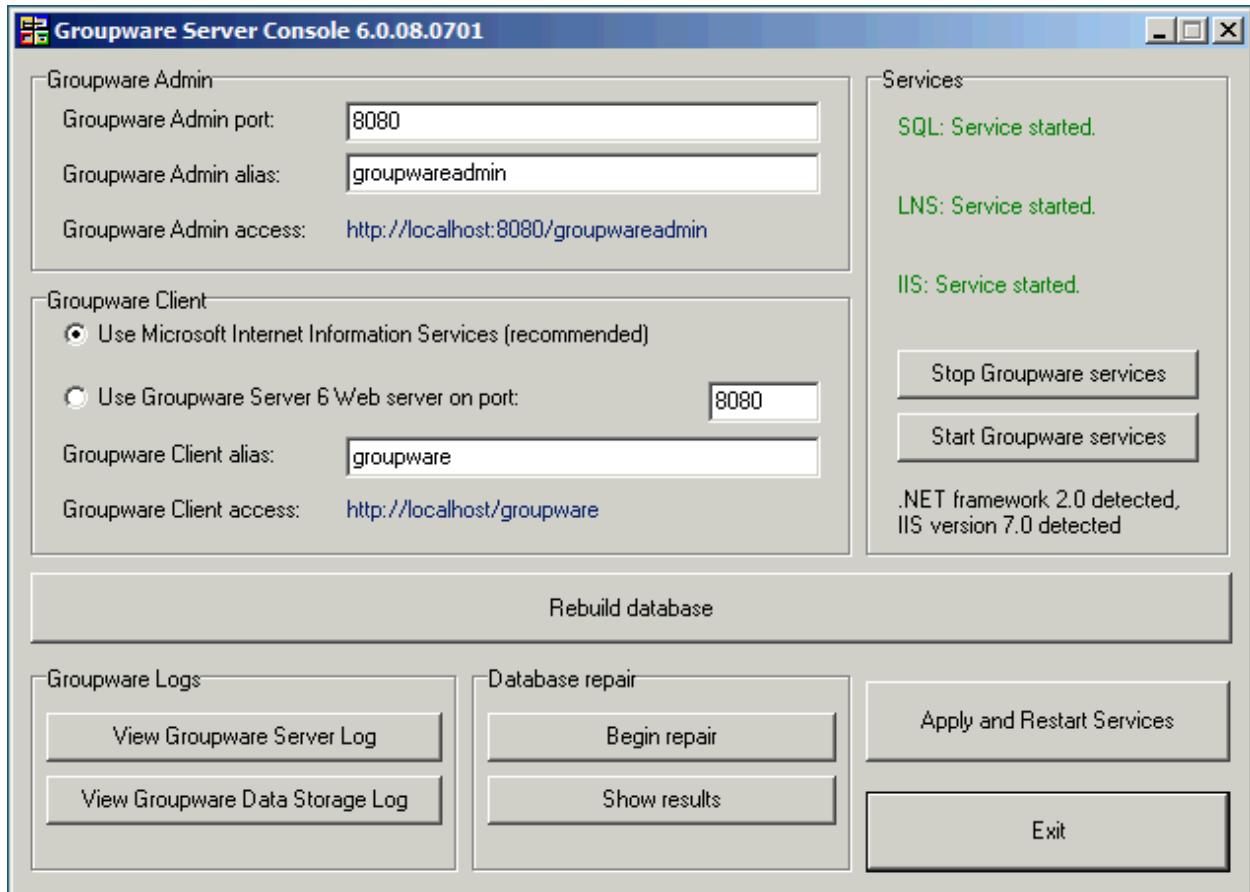 Groupware Server Console 6.0.08.0701
Groupware Admin
Groupware Admin port:
8080
Groupware Admin alias:
groupwareadmin
Groupware Admin access:
http://localhost:8080/groupwareadmin
Groupware Client
Use Microsoft Internet Information Services (recommended)
Use Groupware Server 6 Web server on port:
8080
Groupware Client alias:
groupware
Groupware Client access:
http://localhost/groupware
Services
SQL: Service started.
LNS: Service started.
IIS: Service started.
Stop Groupware services
Start Groupware services
.NET framework 2.0 detected,
IIS version 7.0 detected
Rebuild database
Groupware Logs
View Groupware Server Log
View Groupware Data Storage Log
Database repair
Begin repair
Show results
Apply and Restart Services
Exit